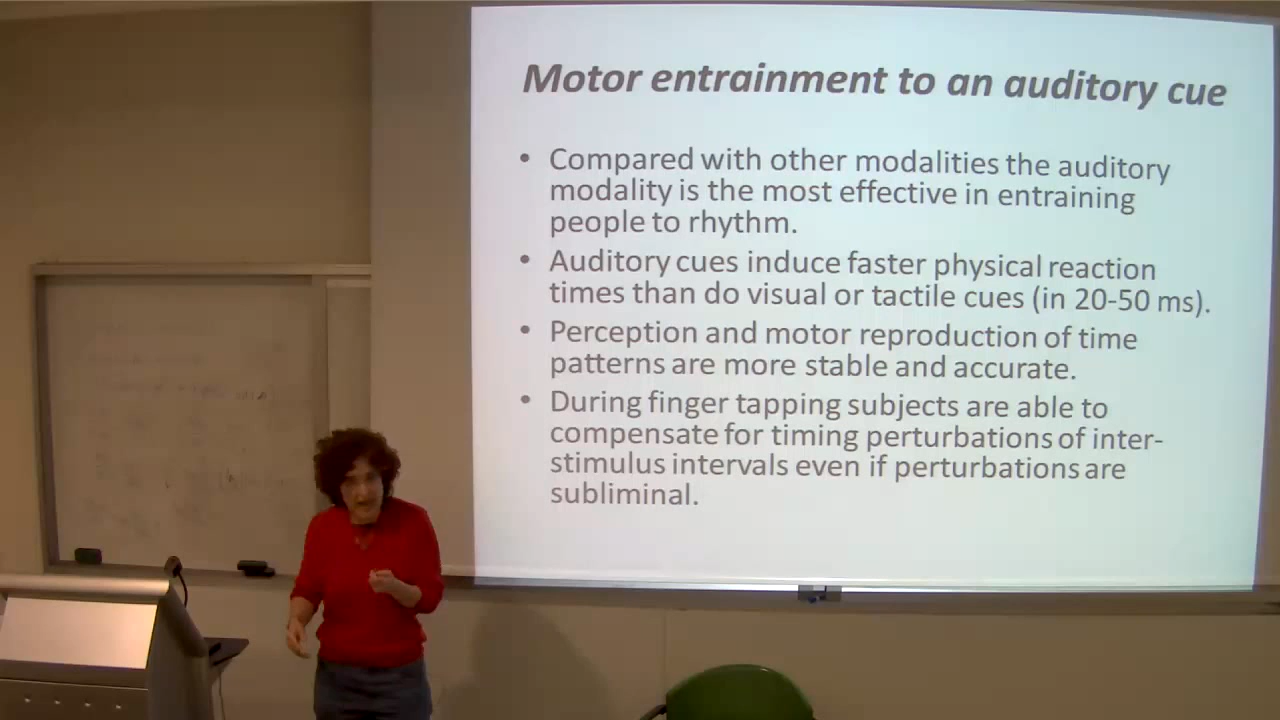 Motor entrainment to an auditory cue
• Compared with other modalities the auditory
modality is the most effective in entraining
people to rhythm.
• Auditory cues induce faster physical reaction
times than do visual or tactile cues (in 20-50 ms).
• Perception and motor reproduction of time
patterns are more stable and accurate.
• During finger tapping subjects are able to
compensate for timing perturbations of inter-
stimulus intervals even if perturbations are
subliminal.